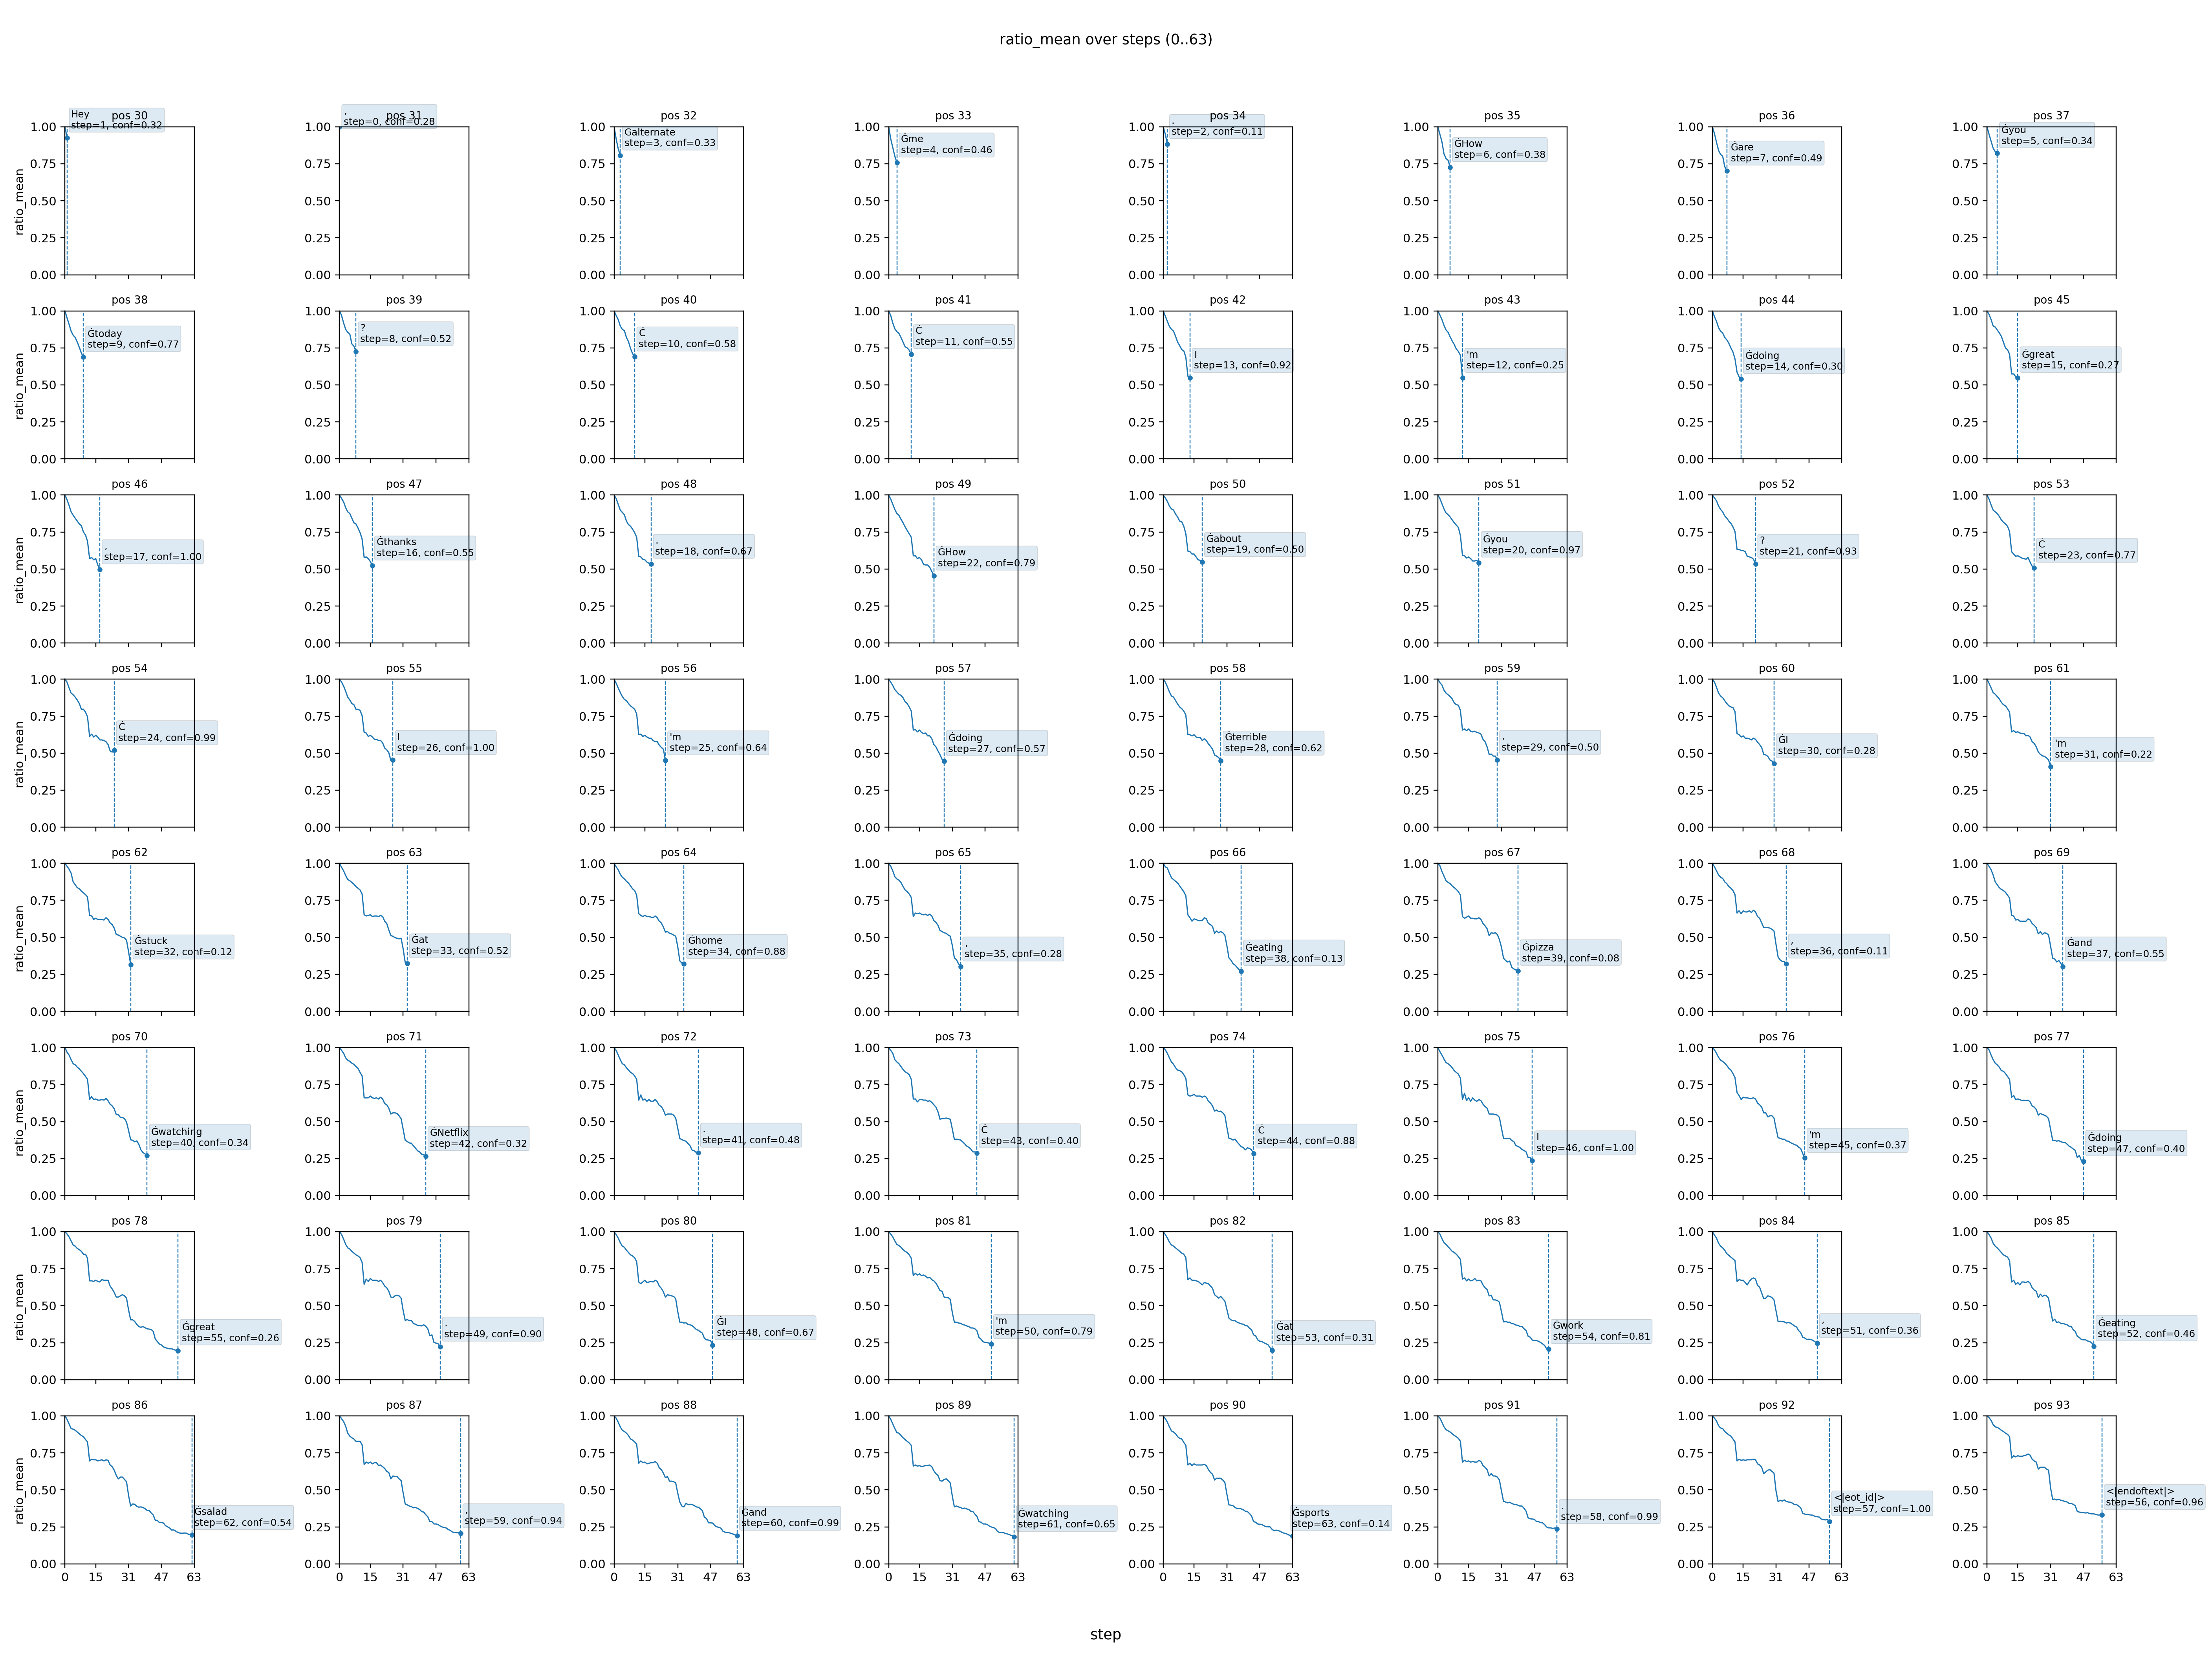 ratio_mean over steps (0..63)
pos 30
Hey
step=1, conf=0.32
pos 31
,
step=0, conf=0.28
pos 32
Galternate
step=3, conf=0.33
pos 33
Ġme
step=4, conf=0.46
pos 34
.
step=2, conf=0.11
pos 35
ĠHow
step=6, conf=0.38
pos 36
Ġare
step=7, conf=0.49
pos 37
Ġyou
step=5, conf=0.34
pos 38
Ġtoday
step=9, conf=0.77
pos 39
?
step=8, conf=0.52
pos 40
Ċ
step=10, conf=0.58
pos 41
Ċ
step=11, conf=0.55
pos 42
I
step=13, conf=0.92
pos 43
'm
step=12, conf=0.25
pos 44
Ġdoing
step=14, conf=0.30
pos 45
Ġgreat
step=15, conf=0.27
pos 46
,
step=17, conf=1.00
pos 47
Ġthanks
step=16, conf=0.55
pos 48
.
step=18, conf=0.67
pos 49
ĠHow
step=22, conf=0.79
pos 50
Ġabout
step=19, conf=0.50
pos 51
Ġyou
step=20, conf=0.97
pos 52
?
step=21, conf=0.93
pos 53
Ċ
step=23, conf=0.77
pos 54
Ċ
step=24, conf=0.99
pos 55
I
step=26, conf=1.00
pos 56
'm
step=25, conf=0.64
pos 57
Ġdoing
step=27, conf=0.57
pos 58
Ġterrible
step=28, conf=0.62
pos 59
.
step=29, conf=0.50
pos 60
ĠI
step=30, conf=0.28
pos 61
'm
step=31, conf=0.22
pos 62
Ġstuck
step=32, conf=0.12
pos 63
Ġat
step=33, conf=0.52
pos 64
Ġhome
step=34, conf=0.88
pos 65
,
step=35, conf=0.28
pos 66
Ġeating
step=38, conf=0.13
pos 67
Ġpizza
step=39, conf=0.08
pos 68
,
step=36, conf=0.11
pos 69
Ġand
step=37, conf=0.55
pos 70
Ġwatching
step=40, conf=0.34
pos 71
ĠNetflix
step=42, conf=0.32
pos 72
.
step=41, conf=0.48
pos 73
Ċ
step=43, conf=0.40
pos 74
Ċ
step=44, conf=0.88
pos 75
I
step=46, conf=1.00
pos 76
'm
step=45, conf=0.37
pos 77
Ġdoing
step=47, conf=0.40
pos 78
Ġgreat
step=55, conf=0.26
pos 79
.
step=49, conf=0.90
pos 80
ĠI
step=48, conf=0.67
pos 81
'm
step=50, conf=0.79
pos 82
Ġat
step=53, conf=0.31
pos 83
Ġwork
step=54, conf=0.81
pos 84
,
step=51, conf=0.36
pos 85
Ġeating
step=52, conf=0.46
pos 86
Ġsalad
step=62, conf=0.54
pos 87
,
step=59, conf=0.94
pos 88
Ġand
step=60, conf=0.99
pos 89
Ġwatching
step=61, conf=0.65
pos 90
Ġsports
step=63, conf=0.14
pos 91
.
step=58, conf=0.99
pos 92
<|eot_id|>
step=57, conf=1.00
pos 93
<|endoftext|>
step=56, conf=0.96
ratio_mean
1.00
0.75
0.50
0.25
0.00
0 15 31 47 63
step